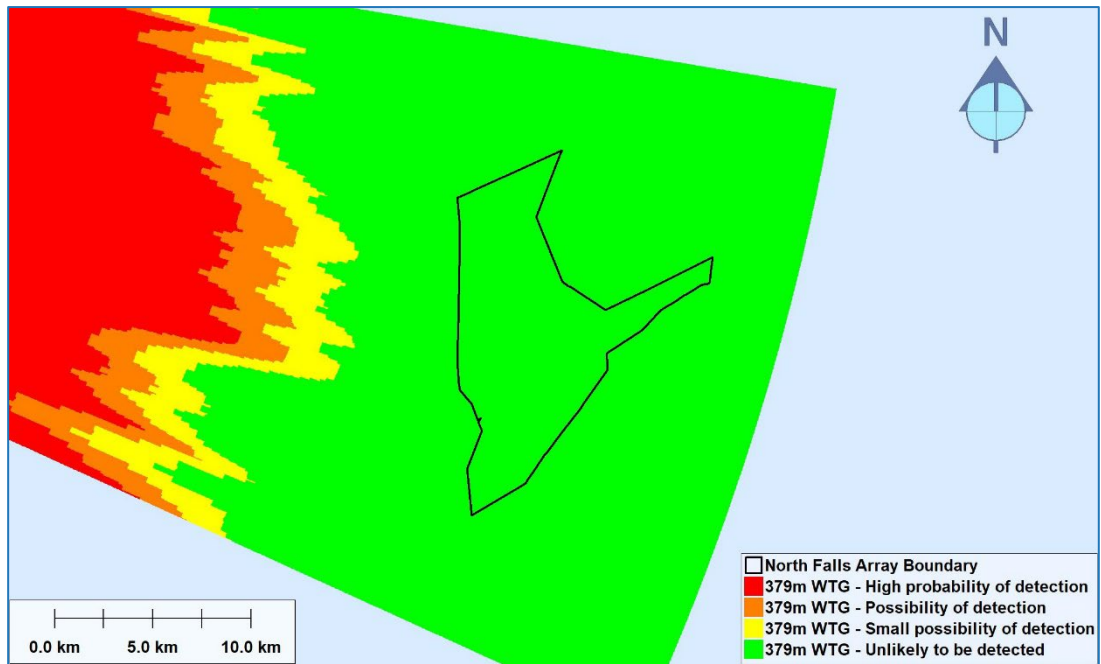 N
North Falls Array Boundary
379m WTG - High probability of detection
379m WTG - Possibility of detection
379m WTG - Small possibility of detection
379m WTG - Unlikely to be detected
0.0 km 5.0 km 10.0 km